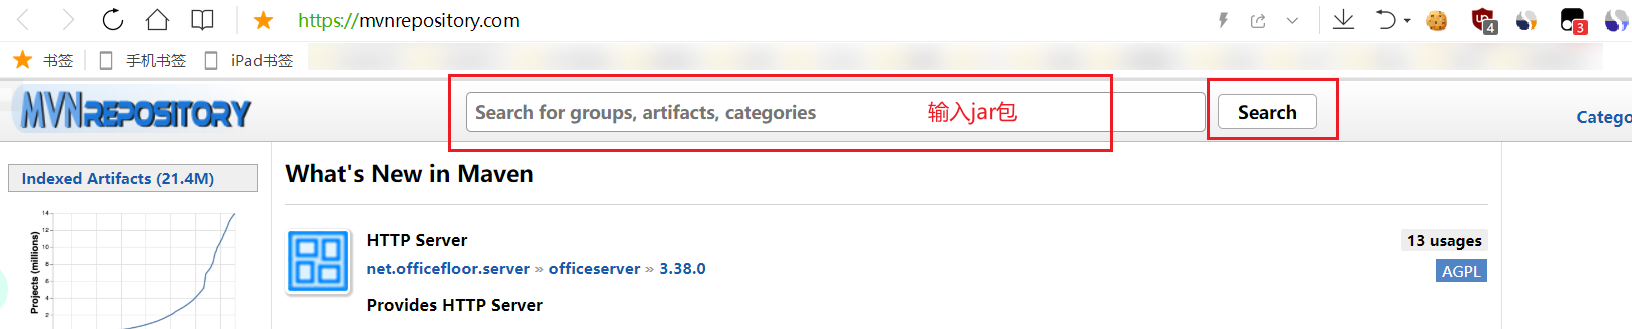 https://mvnrepository.com
4
3
书签
手机书签
iPad书签
MVNREPOSITORY
Search for groups, artifacts, categories
输入jar包
Search
Catego
Indexed Artifacts (21.4M)
What's New in Maven
Projects (millions)
14
12
10
8
6
4
2
HTTP Server
13 usages
net.officefloor.server » officeserver » 3.38.0
AGPL
Provides HTTP Server